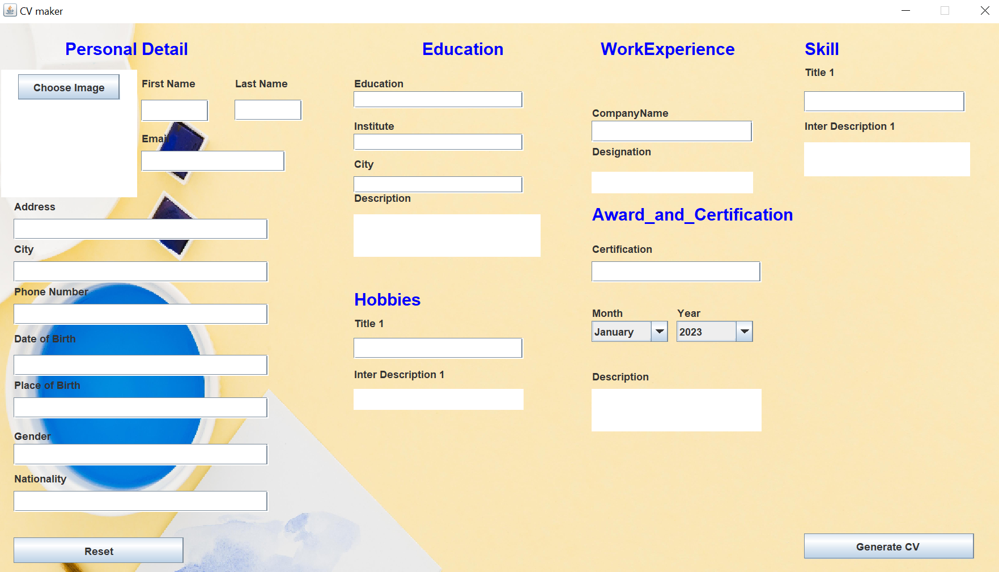 CV maker
Personal Detail
Choose Image
First Name
Last Name
Email
Address
City
Phone Number
Date of Birth
Place of Birth
Gender
Nationality
Reset
Education
Education
Institute
City
Description
Hobbies
Title 1
Inter Description 1
WorkExperience
CompanyName
Designation
Award_and_Certification
Certification
Month
Year
January
2023
Description
Skill
Title 1
Inter Description 1
Generate CV